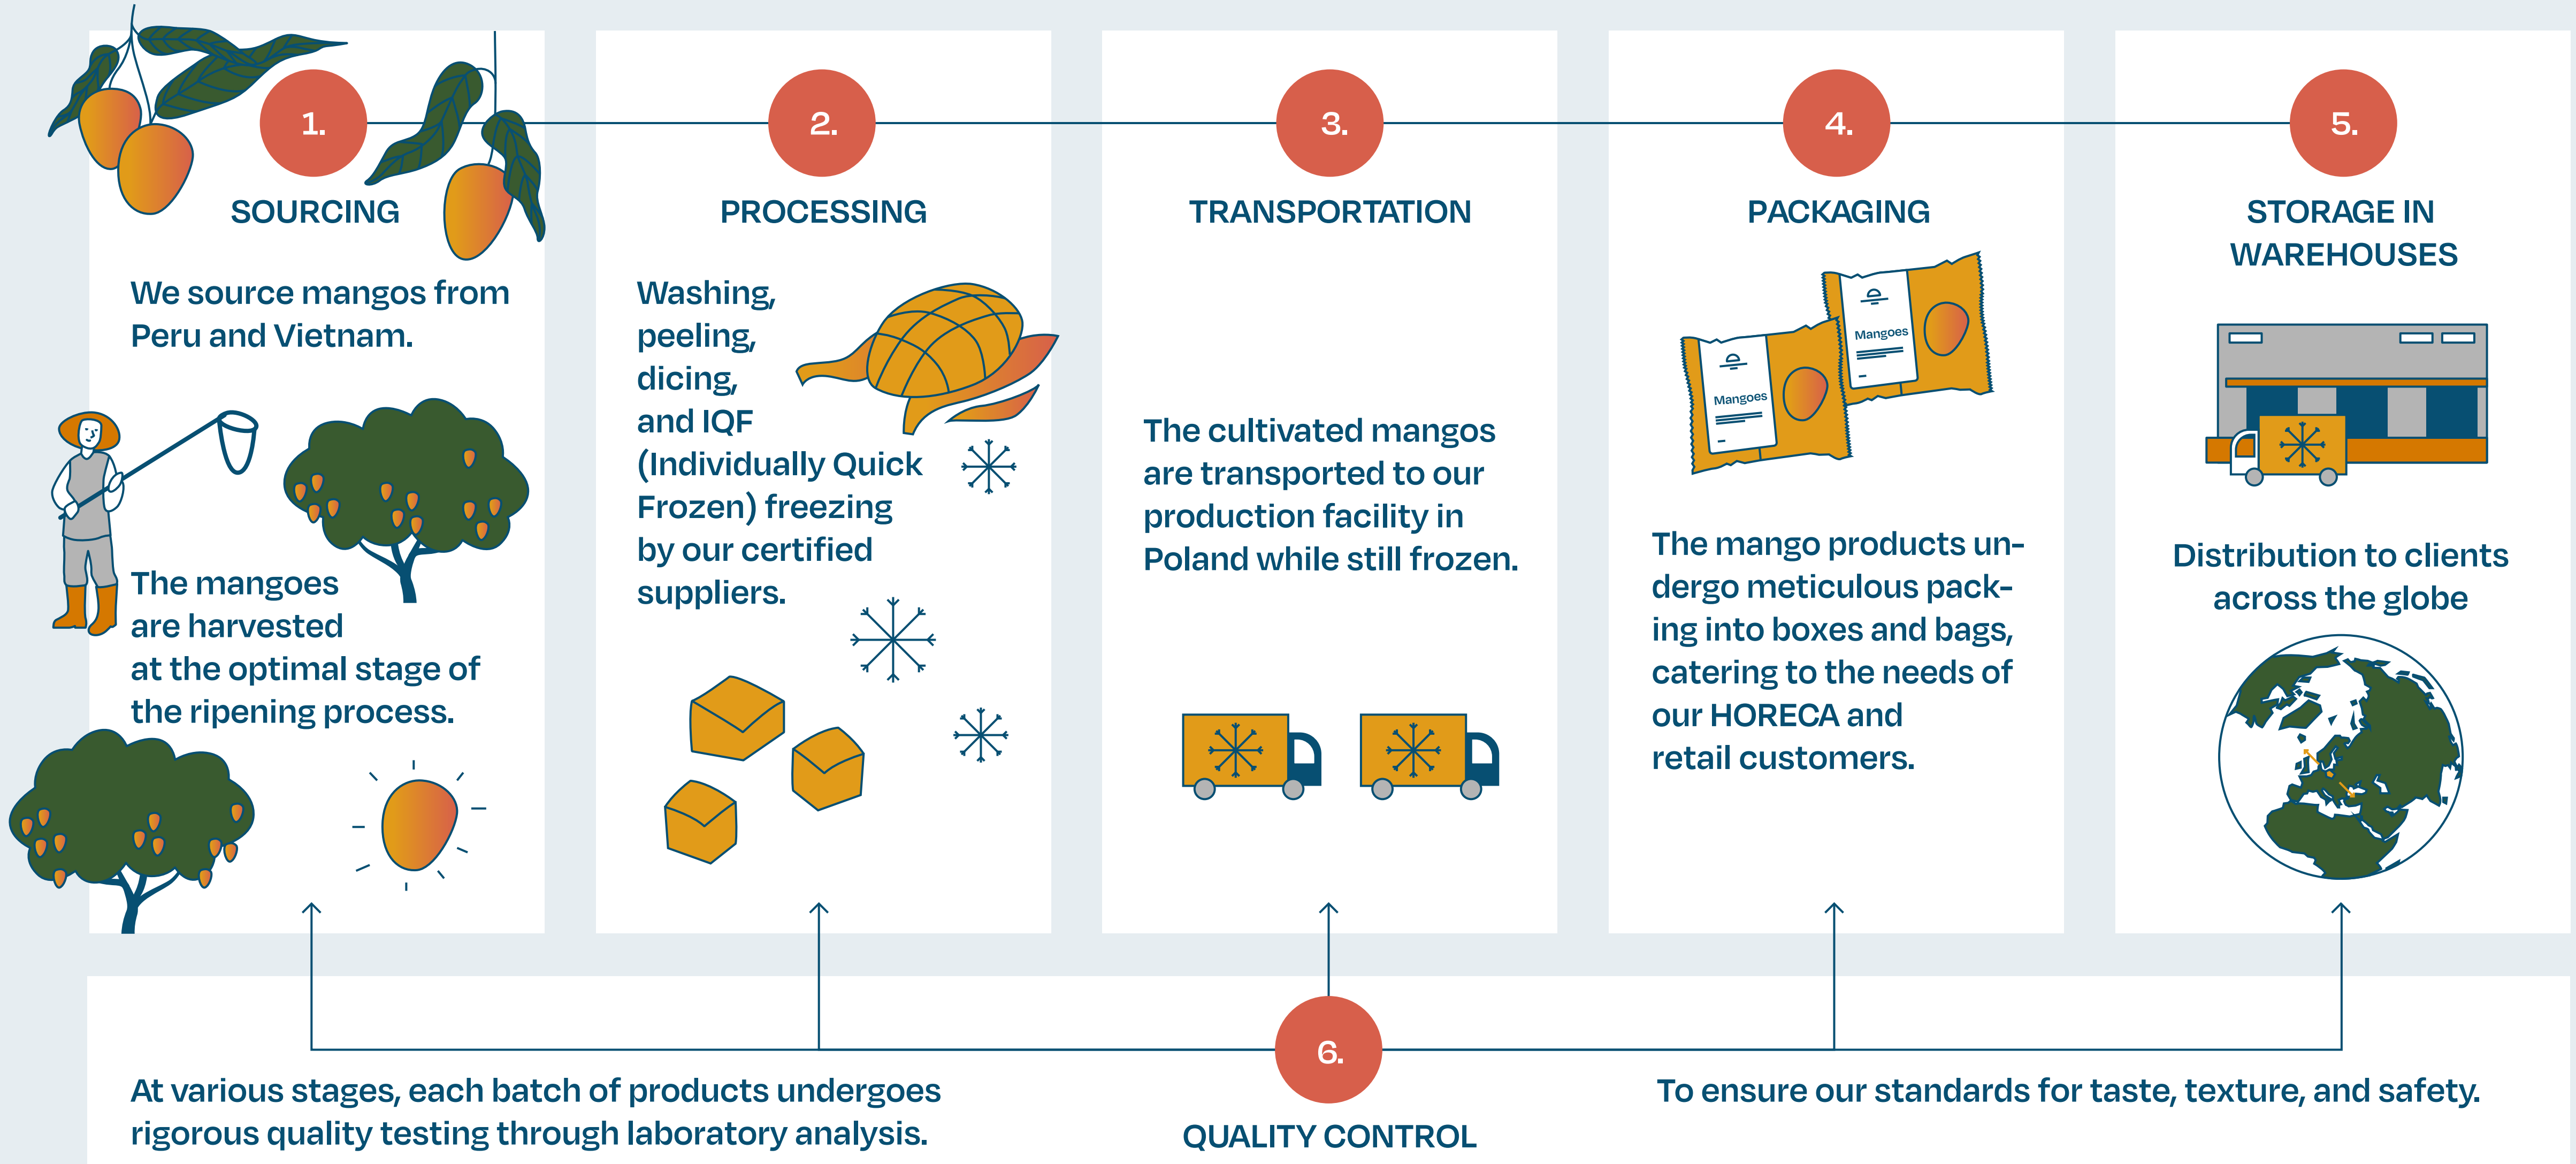 1.
SOURCING
We source mangos from
Peru and Vietnam.
The mangoes
are harvested
at the optimal stage of
the ripening process.
2.
PROCESSING
Washing,
peeling,
dicing,
and IQF
(Individually Quick
Frozen) freezing
by our certified
suppliers.
3.
TRANSPORTATION
The cultivated mangos
are transported to our
production facility in
Poland while still frozen.
4.
PACKAGING
Mangoes
Mangoes
The mango products un-
dergo meticulous pack-
ing into boxes and bags,
catering to the needs of
our HORECA and
retail customers.
5.
STORAGE IN
WAREHOUSES
Distribution to clients
across the globe
6.
QUALITY CONTROL
At various stages, each batch of products undergoes
rigorous quality testing through laboratory analysis.
To ensure our standards for taste, texture, and safety.